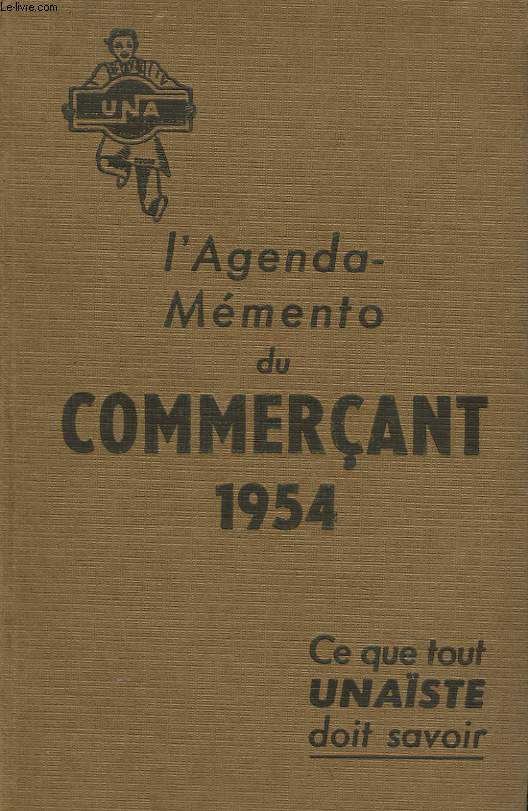 Le-livre.com
UNA
l'Agenda-
Mémento
du
COMMERÇANT
1954
Ce que tout
UNAÏSTE
doit savoir